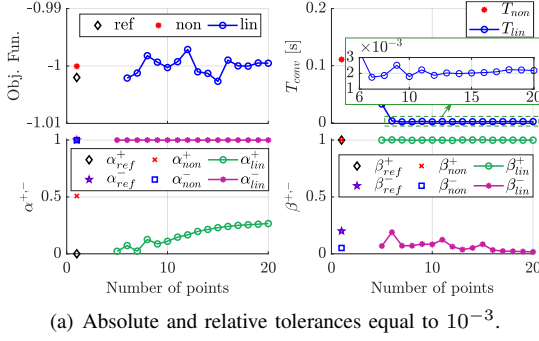 -0.99
-1
-1.01
Obj. Fun.
ref non lin
0.2
0.1
0
T_conv [s]
T_non
T_lin
×10^-3
3
2
1
6 10 15 20
1
0.5
0
α^+,-
α^+_ref α^+_non α^+_lin
α^-_ref α^-_non α^-_lin
1 10 20
Number of points
1
0.5
0
β^+,-
β^+_ref β^+_non β^+_lin
β^-_ref β^-_non β^-_lin
1 10 20
Number of points
(a) Absolute and relative tolerances equal to 10^-3.